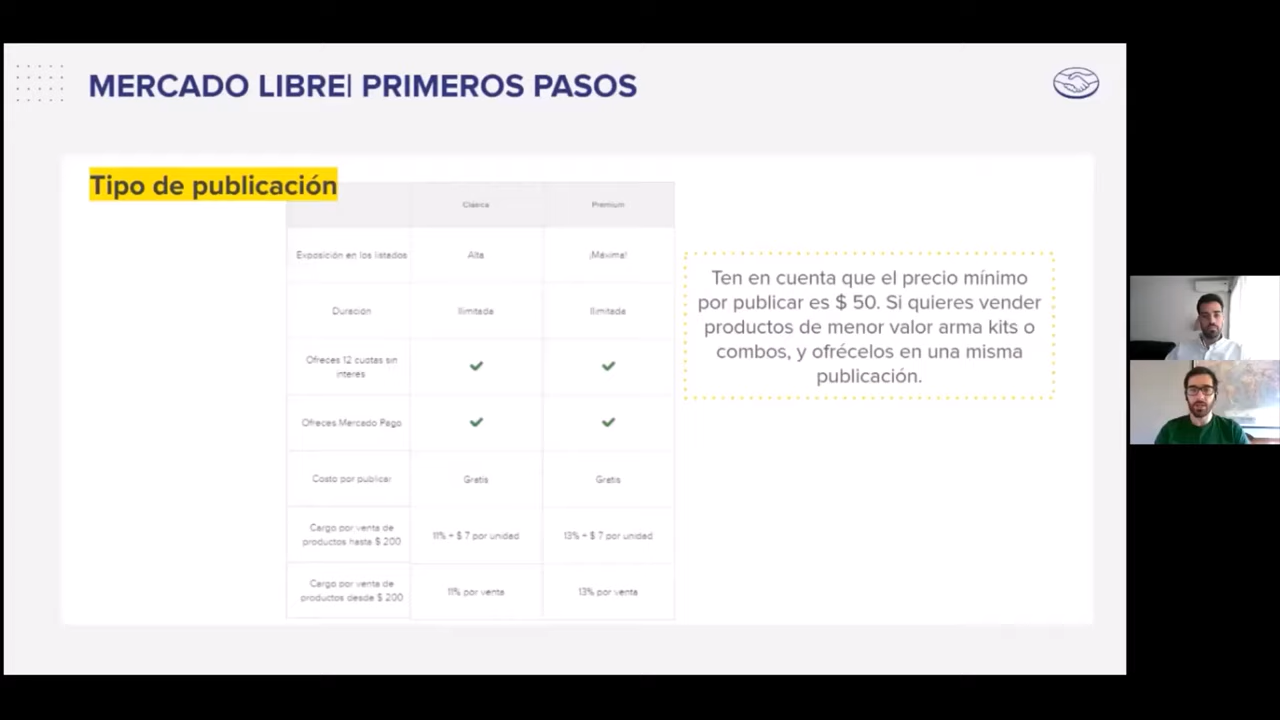 MERCADO LIBRE| PRIMEROS PASOS
Tipo de publicación
Clásica Premium
Exposición en los listados Alta ¡Máxima!
Duración Ilimitada Ilimitada
Ofreces 12 cuotas sin
interes
Ofreces Mercado Pago
Costo por publicar Gratis Gratis
Cargo por venta de
productos hasta $ 200 11% + $ 7 por unidad 13% + $ 7 por unidad
Cargo por venta de
productos desde $ 200 11% por venta 13% por venta
Ten en cuenta que el precio mínimo
por publicar es $ 50. Si quieres vender
productos de menor valor arma kits o
combos, y ofrécelos en una misma
publicación.